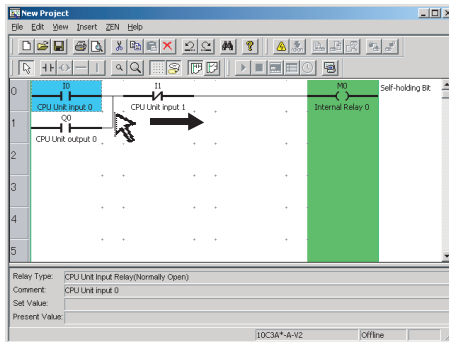 New Project
File Edit View Insert ZEN Help
0 I0 I1 M0 Self-holding Bit
CPU Unit input 0 CPU Unit input 1 Internal Relay 0
1 Q0
CPU Unit output 0
2
3
4
5
Relay Type: CPU Unit Input Relay(Normally Open)
Comment: CPU Unit input 0
Set Value:
Present Value:
10C3A*-A-V2 Offline